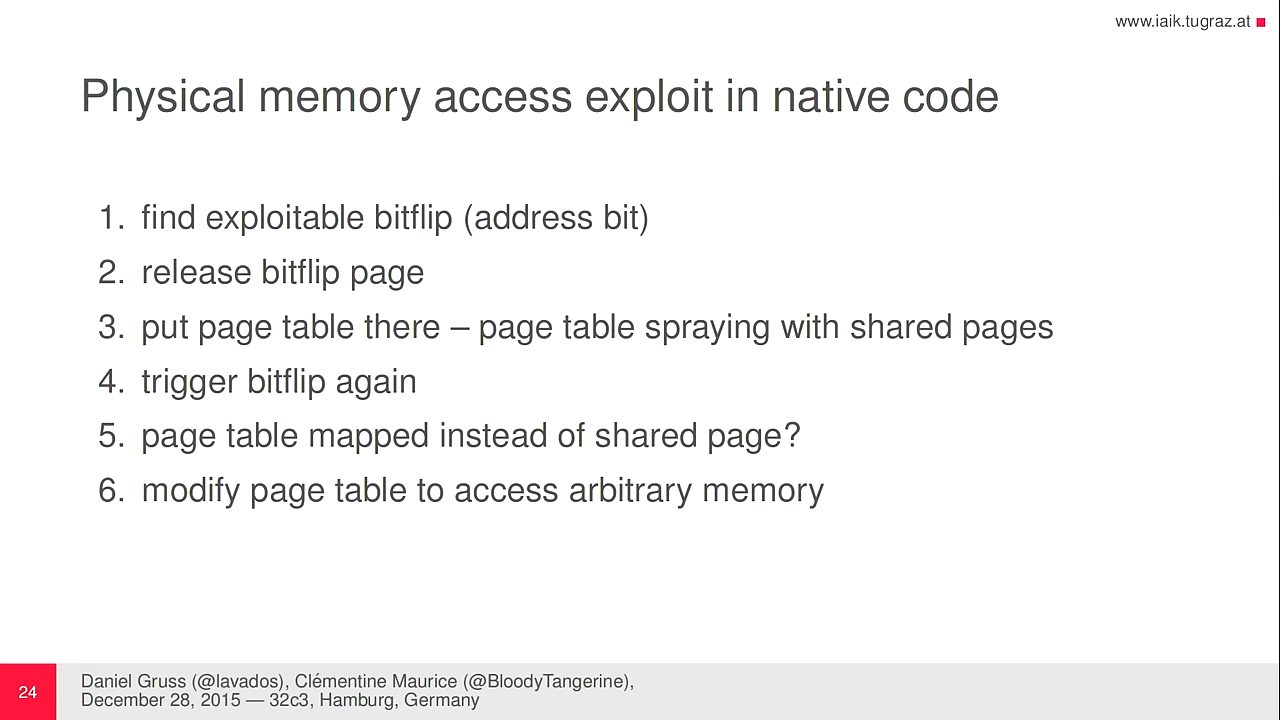 www.iaik.tugraz.at
Physical memory access exploit in native code
1. find exploitable bitflip (address bit)
2. release bitflip page
3. put page table there – page table spraying with shared pages
4. trigger bitflip again
5. page table mapped instead of shared page?
6. modify page table to access arbitrary memory
24
Daniel Gruss (@lavados), Clémentine Maurice (@BloodyTangerine),
December 28, 2015 — 32c3, Hamburg, Germany